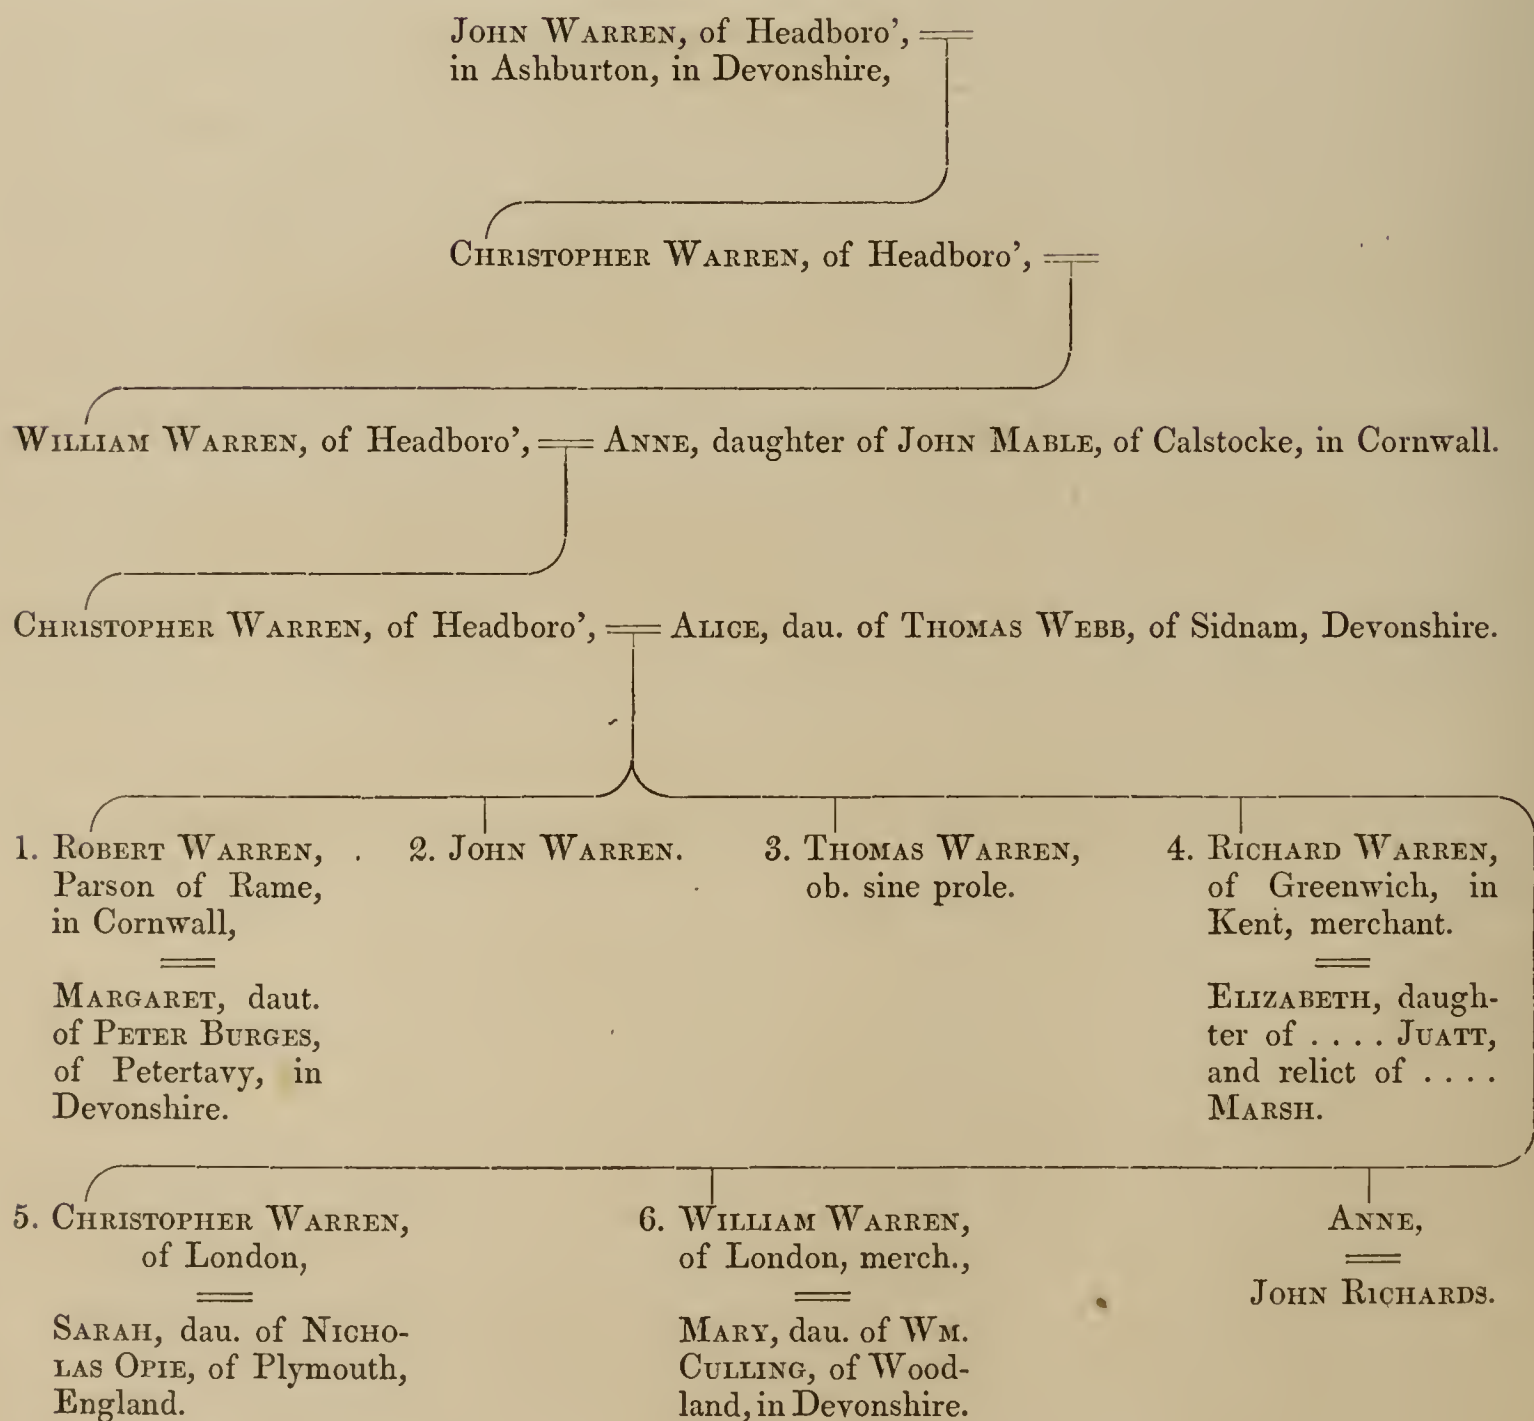 JOHN WARREN, of Headboro',
in Ashburton, in Devonshire,
CHRISTOPHER WARREN, of Headboro',
WILLIAM WARREN, of Headboro', ANNE, daughter of JOHN MABLE, of Calstocke, in Cornwall.
CHRISTOPHER WARREN, of Headboro', ALICE, dau. of THOMAS WEBB, of Sidnam, Devonshire.
1. ROBERT WARREN,
Parson of Rame,
in Cornwall,
MARGARET, daut.
of PETER BURGES,
of Petertavy, in
Devonshire.
2. JOHN WARREN.
3. THOMAS WARREN,
ob. sine prole.
4. RICHARD WARREN,
of Greenwich, in
Kent, merchant.
ELIZABETH, daugh-
ter of .... JUATT,
and relict of ....
MARSH.
5. CHRISTOPHER WARREN,
of London,
SARAH, dau. of NICHO-
LAS OPIE, of Plymouth,
England.
6. WILLIAM WARREN,
of London, merch.,
MARY, dau. of WM.
CULLING, of Wood-
land, in Devonshire.
ANNE,
JOHN RICHARDS.